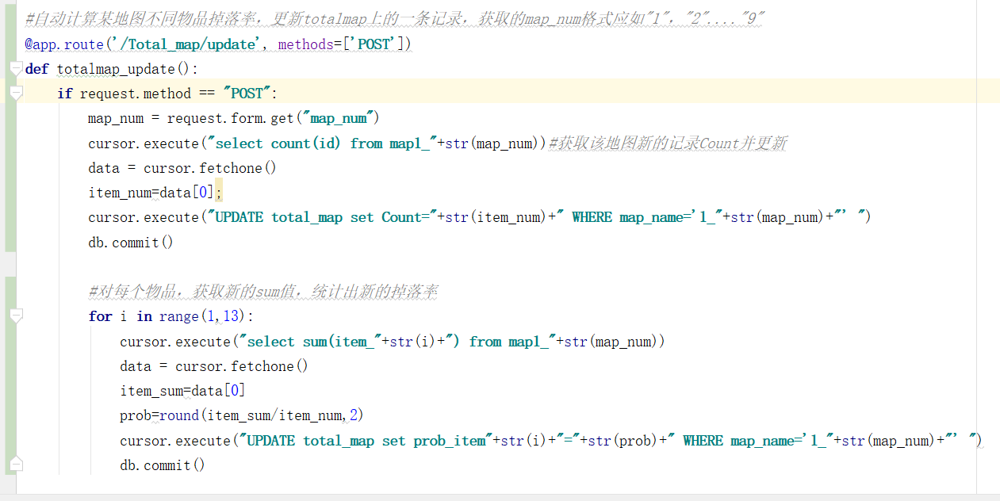 #自动计算某地图不同物品掉落率，更新totalmap上的一条记录，获取的map_num格式应如"1"，"2"...."9"
@app.route('/Total_map/update', methods=['POST'])
def totalmap_update():
if request.method == "POST":
map_num = request.form.get("map_num")
cursor.execute("select count(id) from map1_"+str(map_num))#获取该地图新的记录Count并更新
data = cursor.fetchone()
item_num=data[0];
cursor.execute("UPDATE total_map set Count="+str(item_num)+" WHERE map_name='1_"+str(map_num)+"' ")
db.commit()
#对每个物品，获取新的sum值，统计出新的掉落率
for i in range(1,13):
cursor.execute("select sum(item_"+str(i)+") from map1_"+str(map_num))
data = cursor.fetchone()
item_sum=data[0]
prob=round(item_sum/item_num,2)
cursor.execute("UPDATE total_map set prob_item"+str(i)+"="+str(prob)+" WHERE map_name='1_"+str(map_num)+"' ")
db.commit()